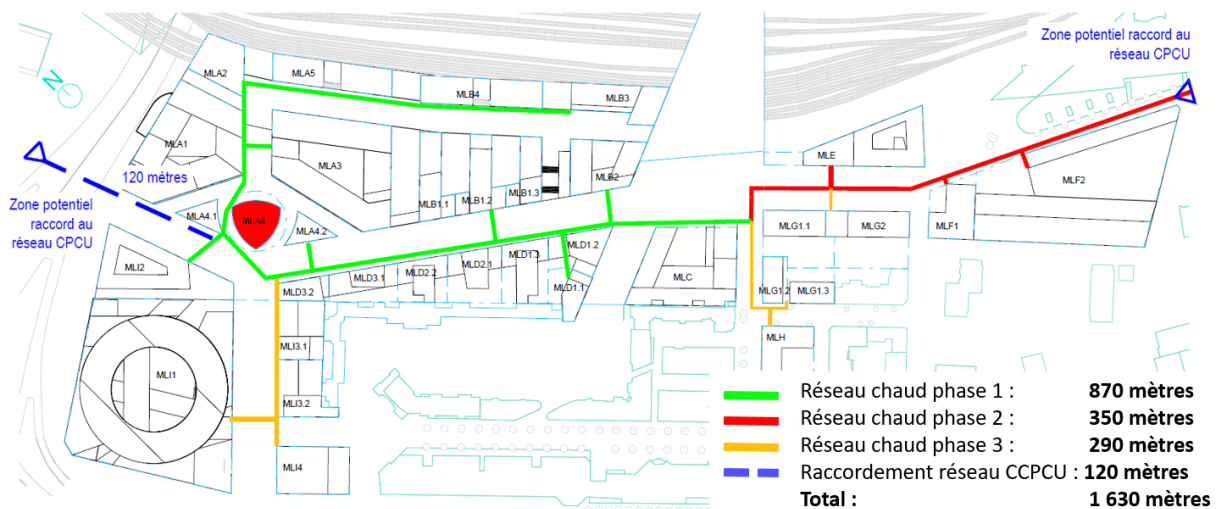 Zone potentiel raccord au
réseau CPCU
N
MLA2
MLA5
MLB4
MLB3
MLA1
MLA3
MLE
MLB2
MLB1.3
MLB1.2
MLB1.1
MLF2
120 mètres
Zone potentiel
raccord au
réseau CPCU
MLA4.1
MLA4
MLA4.2
MLG1.1
MLG2
MLF1
MLD1.2
MLD1.3
MLD2.1
MLD2.2
MLD3.1
MLI2
MLC
MLD1.1
MLD3.2
MLG1.2
MLG1.3
MLH
MLI3.1
MLI1
MLI3.2
MLI4
Réseau chaud phase 1 : 870 mètres
Réseau chaud phase 2 : 350 mètres
Réseau chaud phase 3 : 290 mètres
Raccordement réseau CCPCU : 120 mètres
Total : 1 630 mètres